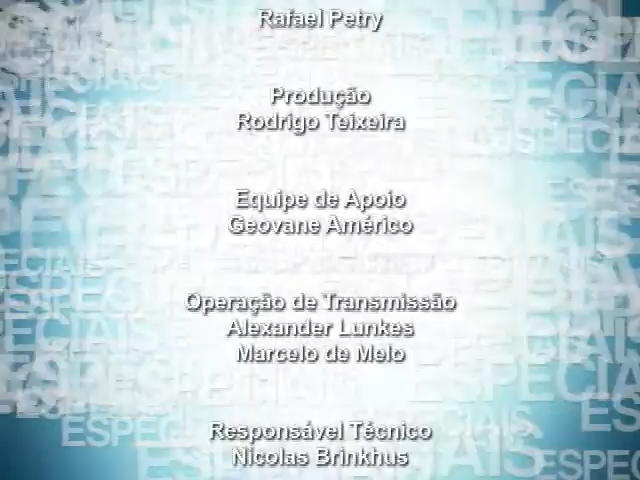 Rafael Petry
Produção
Rodrigo Teixeira
Equipe de Apoio
Geovane Américo
Operação de Transmissão
Alexander Lunkes
Marcelo de Melo
Responsável Técnico
Nicolas Brinkhus